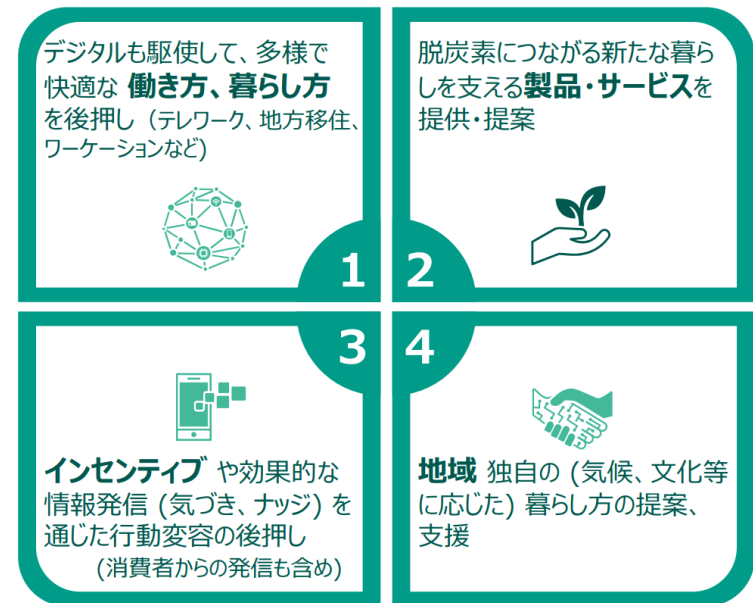 デジタルも駆使して、多様で
快適な 働き方、暮らし方
を後押し（テレワーク、地方移住、
ワーケーションなど）
1
脱炭素につながる新たな暮ら
しを支える製品・サービスを
提供・提案
2
3
インセンティブ や効果的な
情報発信（気づき、ナッジ）を
通じた行動変容の後押し
（消費者からの発信も含め）
4
地域 独自の（気候、文化等
に応じた）暮らし方の提案、
支援